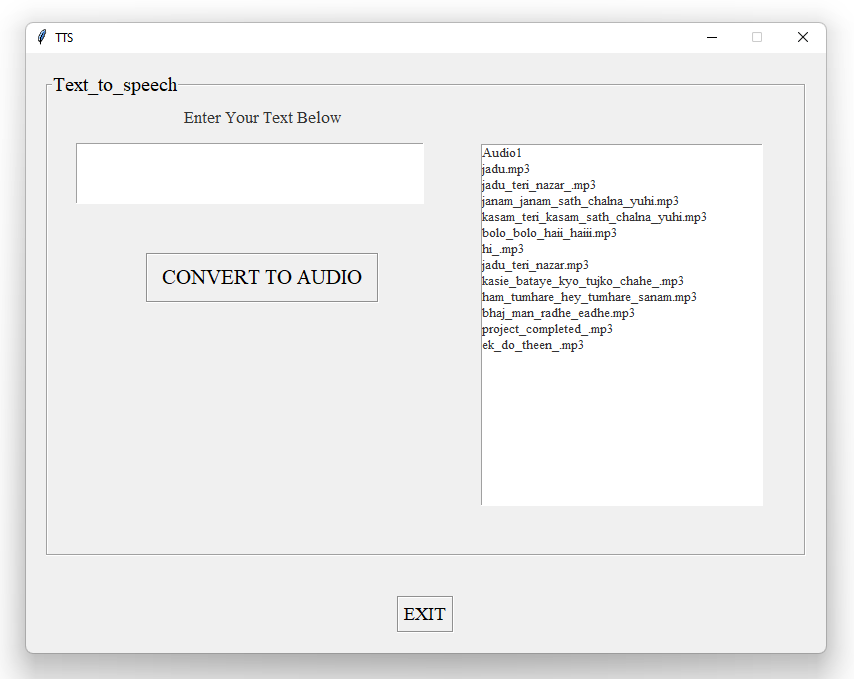 TTS
Text_to_speech
Enter Your Text Below
CONVERT TO AUDIO
Audio1
jadu.mp3
jadu_teri_nazar_.mp3
janam_janam_sath_chalna_yuhi.mp3
kasam_teri_kasam_sath_chalna_yuhi.mp3
bolo_bolo_haii_haiii.mp3
hi_.mp3
jadu_teri_nazar.mp3
kasie_bataye_kyo_tujko_chahe_.mp3
ham_tumhare_hey_tumhare_sanam.mp3
bhaj_man_radhe_eadhe.mp3
project_completed_.mp3
ek_do_theen_.mp3
EXIT